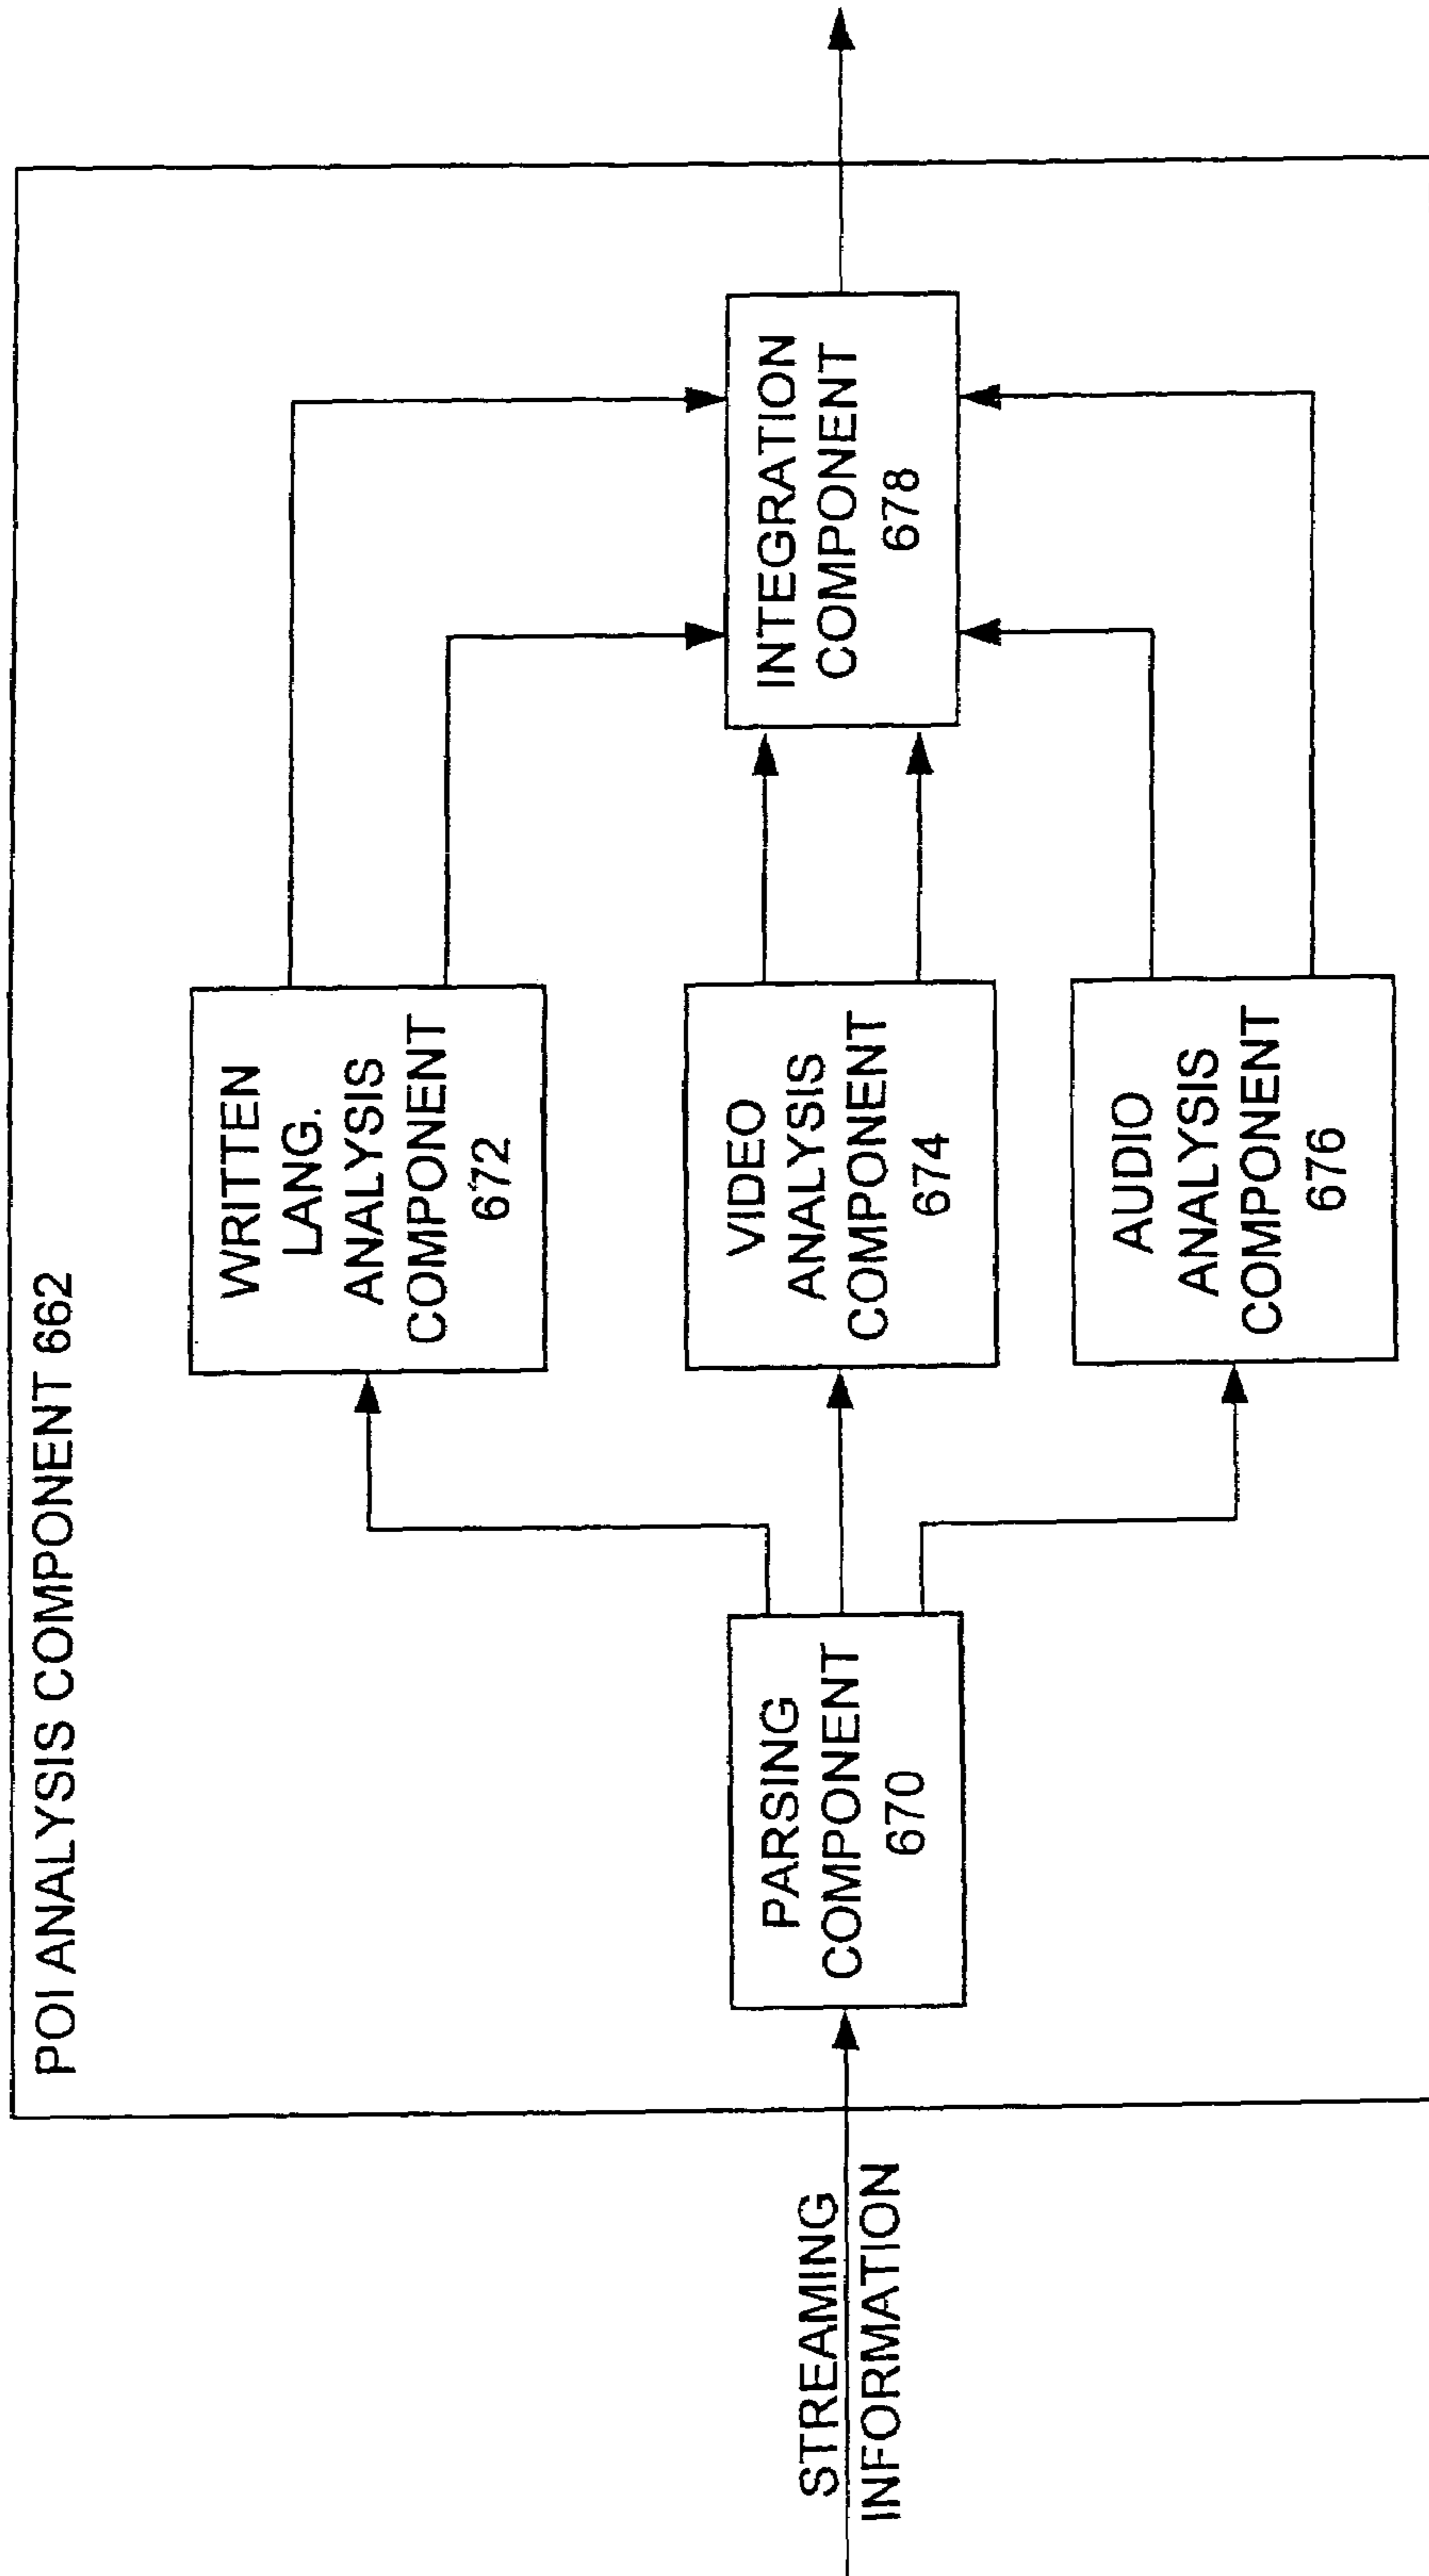 POI ANALYSIS COMPONENT 662
STREAMING
INFORMATION
PARSING
COMPONENT
670
WRITTEN
LANG.
ANALYSIS
COMPONENT
672
VIDEO
ANALYSIS
COMPONENT
674
AUDIO
ANALYSIS
COMPONENT
676
INTEGRATION
COMPONENT
678